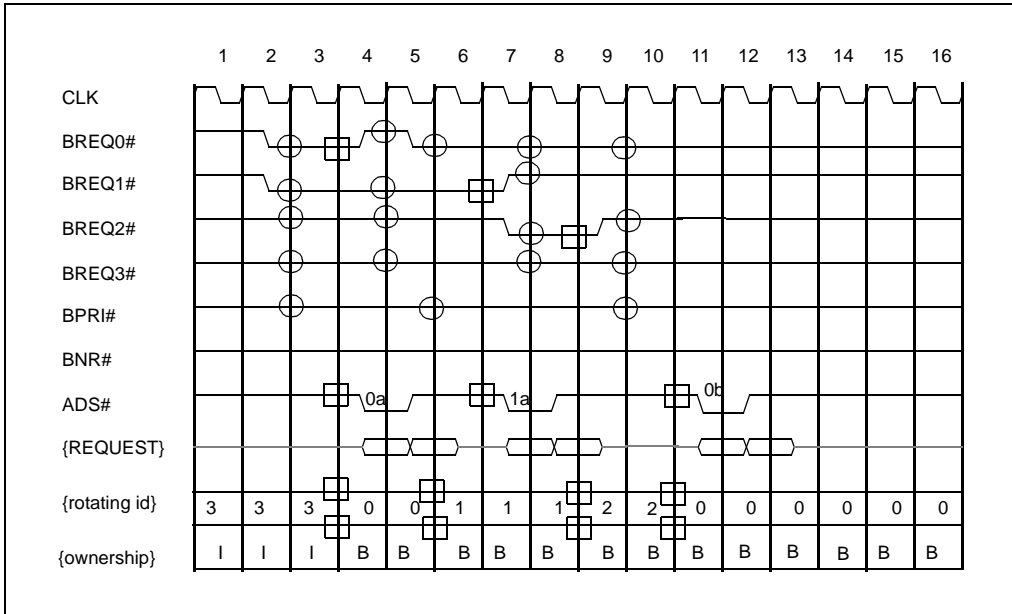 1 2 3 4 5 6 7 8 9 10 11 12 13 14 15 16
CLK
BREQ0#
BREQ1#
BREQ2#
BREQ3#
BPRI#
BNR#
ADS# 0a 1a 0b
{REQUEST}
{rotating id} 3 3 3 0 0 1 1 1 2 2 0 0 0 0 0 0
{ownership} I I I B B B B B B B B B B B B B